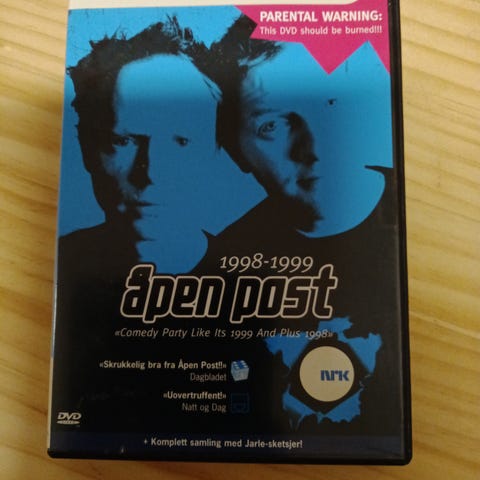 PARENTAL WARNING:
This DVD should be burned!!!
1998-1999
åpen post
«Comedy Party Like Its 1999 And Plus 1998»
«Skrukkelig bra fra Åpen Post!!»
Dagbladet
«Uovertruffent!»
Natt og Dag
NRK
DVD
+ Komplett samling med Jarle-sketsjer!